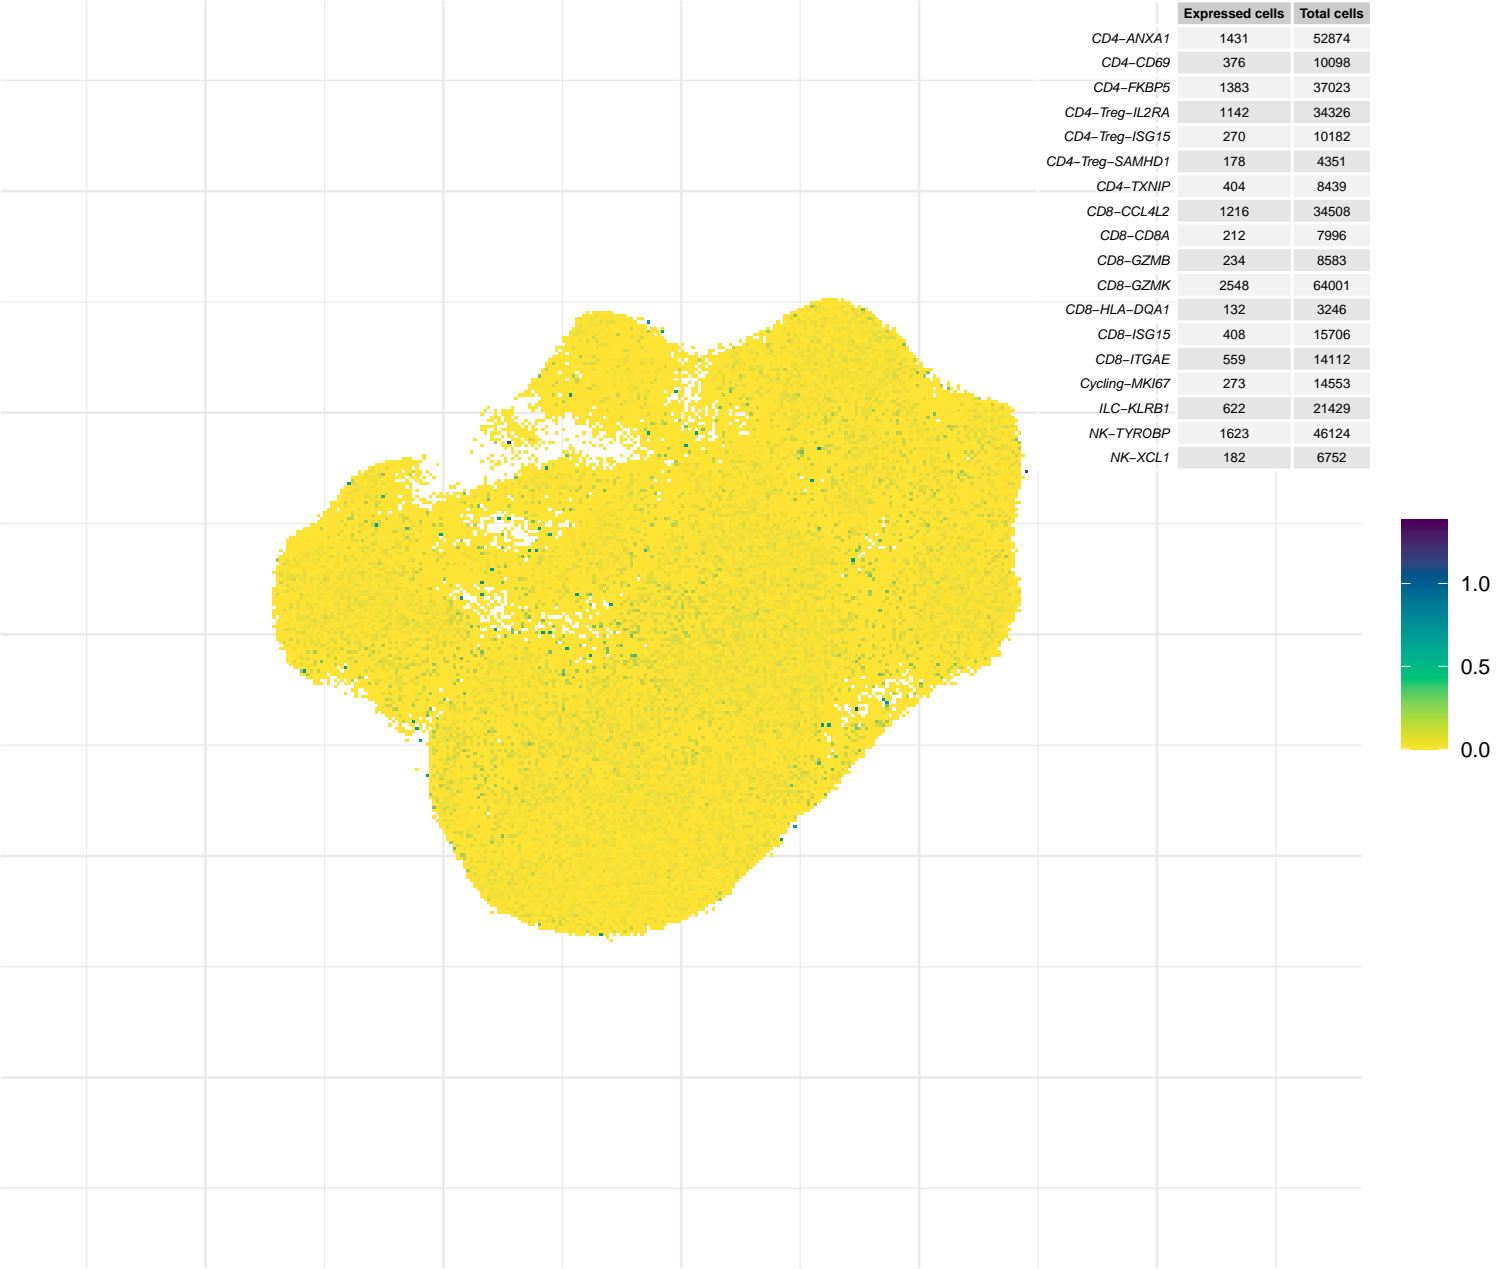 Expressed cells Total cells
CD4−ANXA1 1431 52874
CD4−CD69 376 10098
CD4−FKBP5 1383 37023
CD4−Treg−IL2RA 1142 34326
CD4−Treg−ISG15 270 10182
CD4−Treg−SAMHD1 178 4351
CD4−TXNIP 404 8439
CD8−CCL4L2 1216 34508
CD8−CD8A 212 7996
CD8−GZMB 234 8583
CD8−GZMK 2548 64001
CD8−HLA−DQA1 132 3246
CD8−ISG15 408 15706
CD8−ITGAE 559 14112
Cycling−MKI67 273 14553
ILC−KLRB1 622 21429
NK−TYROBP 1623 46124
NK−XCL1 182 6752
1.0
0.5
0.0